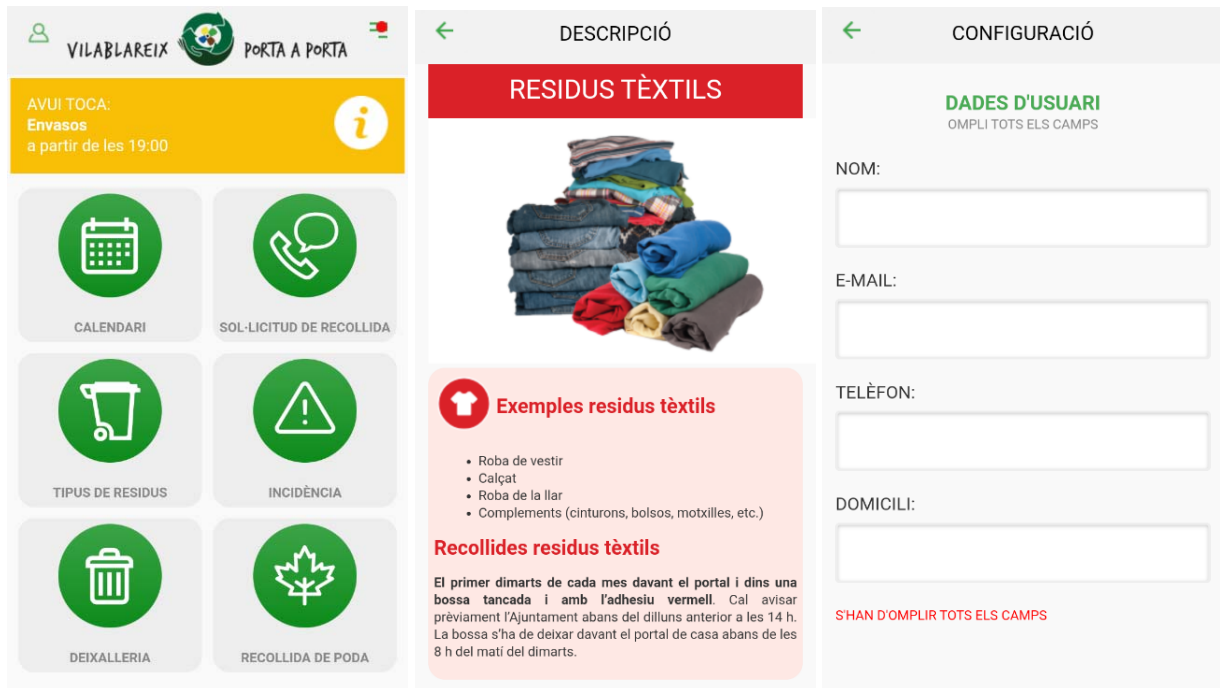 VILABLAREIX PORTA A PORTA
AVUI TOCA:
Envasos
a partir de les 19:00
i
CALENDARI
SOL·LICITUD DE RECOLLIDA
TIPUS DE RESIDUS
INCIDÈNCIA
DEIXALLERIA
RECOLLIDA DE PODA
DESCRIPCIÓ
RESIDUS TÈXTILS
Exemples residus tèxtils
• Roba de vestir
• Calçat
• Roba de la llar
• Complements (cinturons, bolsos, motxilles, etc.)
Recollides residus tèxtils
El primer dimarts de cada mes davant el portal i dins una
bossa tancada i amb l'adhesiu vermell. Cal avisar
prèviament l'Ajuntament abans del dilluns anterior a les 14 h.
La bossa s'ha de deixar davant el portal de casa abans de les
8 h del matí del dimarts.
CONFIGURACIÓ
DADES D'USUARI
OMPLI TOTS ELS CAMPS
NOM:
E-MAIL:
TELÈFON:
DOMICILI:
S'HAN D'OMPLIR TOTS ELS CAMPS